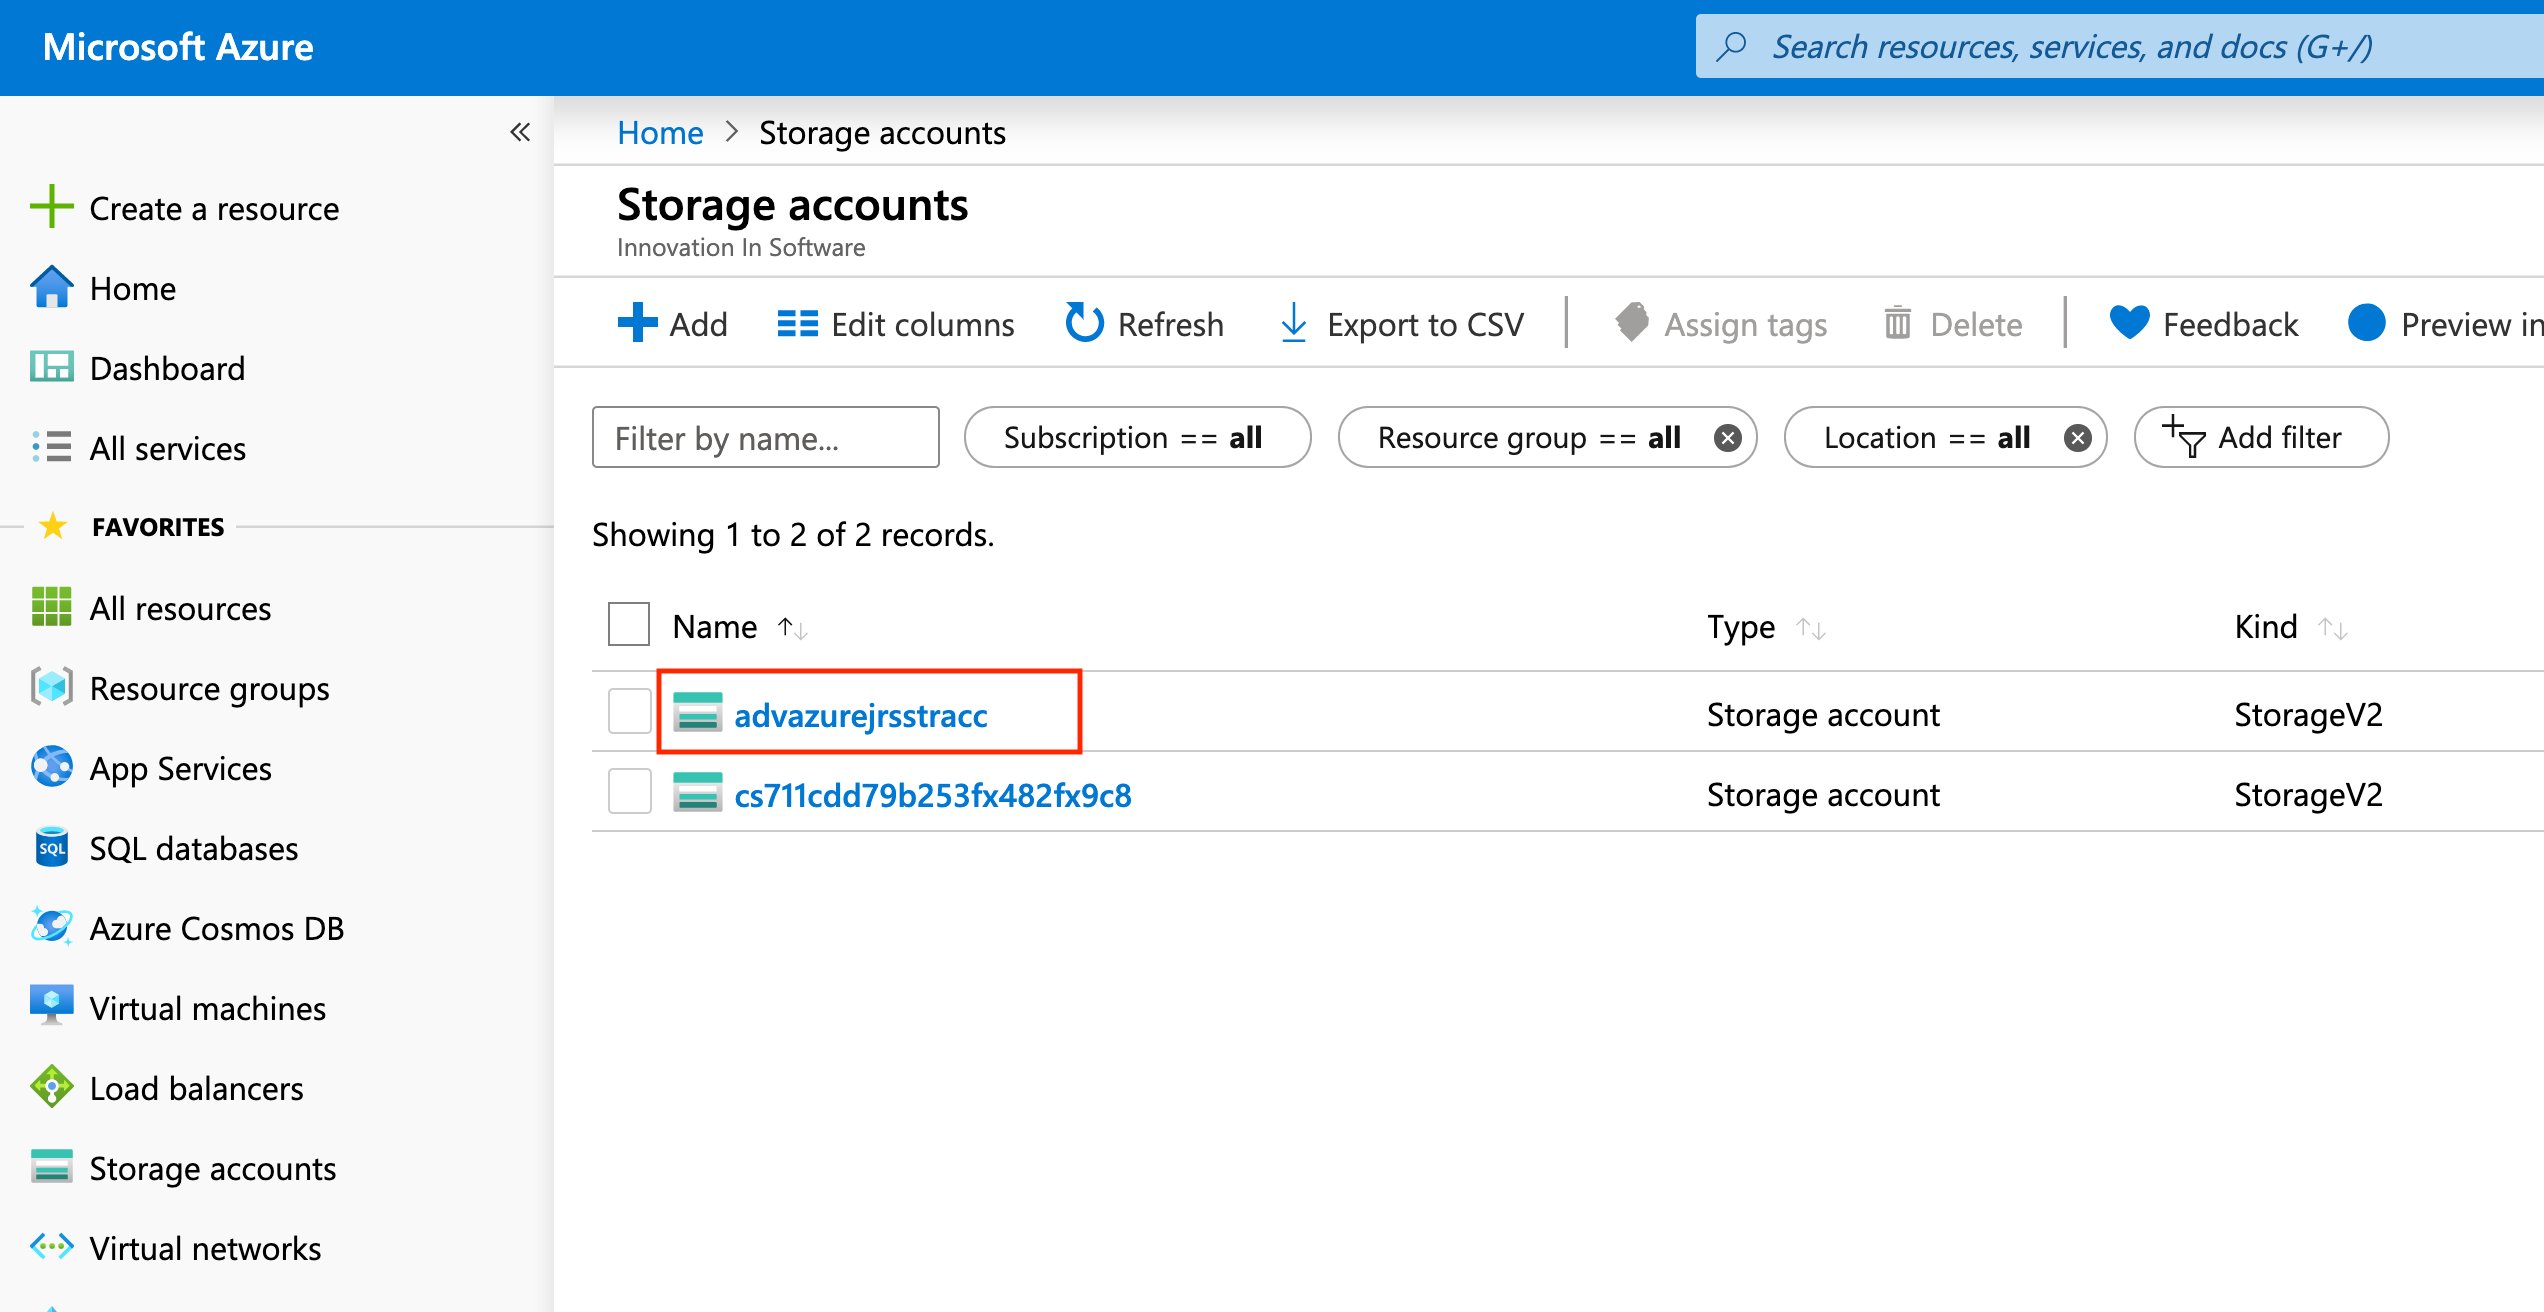 Microsoft Azure
Search resources, services, and docs (G+/)
Create a resource
Home
Dashboard
All services
FAVORITES
All resources
Resource groups
App Services
SQL
SQL databases
Azure Cosmos DB
Virtual machines
Load balancers
Storage accounts
Virtual networks
Home > Storage accounts
Storage accounts
Innovation In Software
Add Edit columns Refresh Export to CSV Assign tags Delete Feedback Preview in
Filter by name... Subscription == all Resource group == all Location == all Add filter
Showing 1 to 2 of 2 records.
Name Type Kind
advazurejrsstracc Storage account StorageV2
cs711cdd79b253fx482fx9c8 Storage account StorageV2